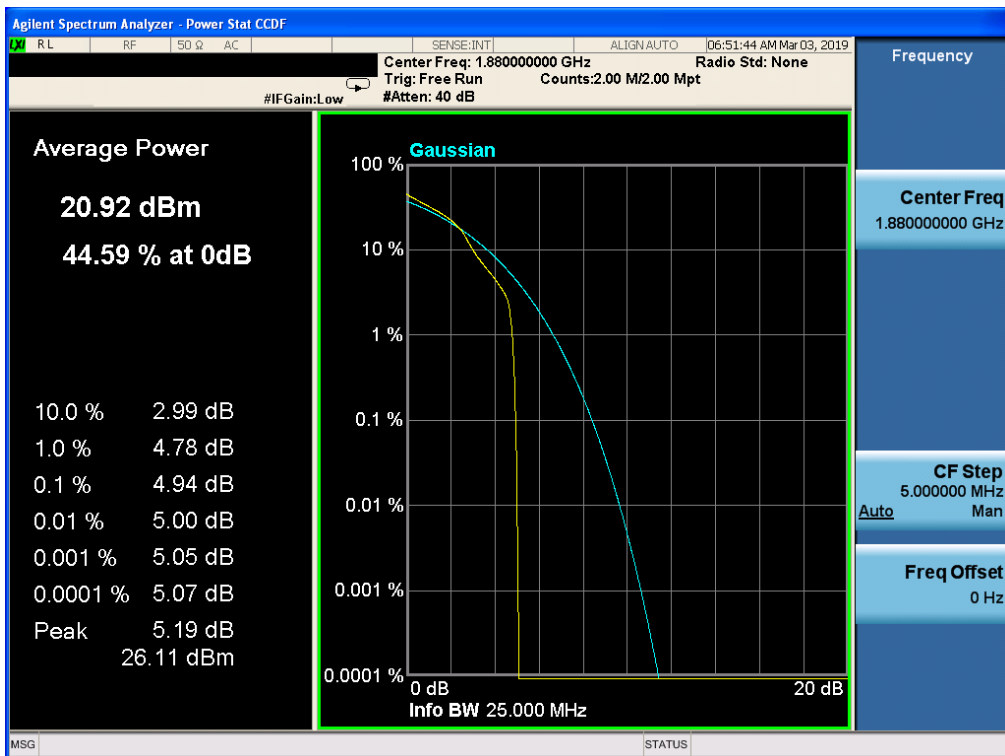 Agilent Spectrum Analyzer - Power Stat CCDF
LXI RL RF 50 Ω AC SENSE:INT ALIGN AUTO 06:51:44 AM Mar 03, 2019
Center Freq: 1.880000000 GHz Radio Std: None
Trig: Free Run Counts:2.00 M/2.00 Mpt
#IFGain:Low #Atten: 40 dB
Frequency
Average Power
20.92 dBm
44.59 % at 0dB
10.0 % 2.99 dB
1.0 % 4.78 dB
0.1 % 4.94 dB
0.01 % 5.00 dB
0.001 % 5.05 dB
0.0001 % 5.07 dB
Peak 5.19 dB
26.11 dBm
Gaussian
100 %
10 %
1 %
0.1 %
0.01 %
0.001 %
0.0001 %
0 dB 20 dB
Info BW 25.000 MHz
Center Freq
1.880000000 GHz
CF Step
5.000000 MHz
Auto Man
Freq Offset
0 Hz
MSG STATUS